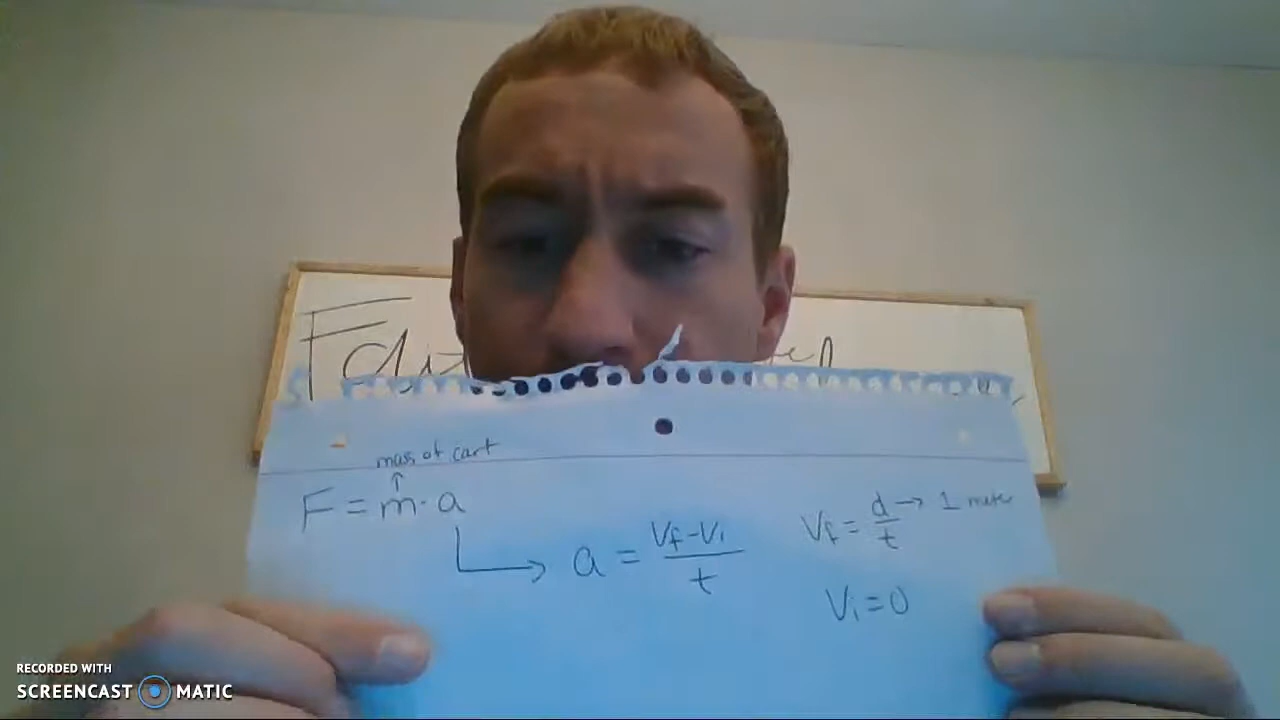 mass of cart
↑
F = m · a
a = Vf - Vi / t
Vf = d / t → 1 meter
Vi = 0
RECORDED WITH
SCREENCAST MATIC